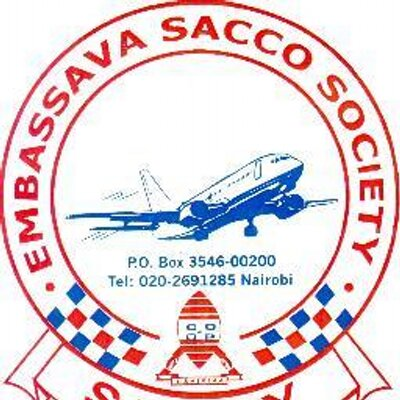 EMBASSAVA SACCO SOCIETY
P.O. Box 3546-00200
Tel: 020-2691285 Nairobi